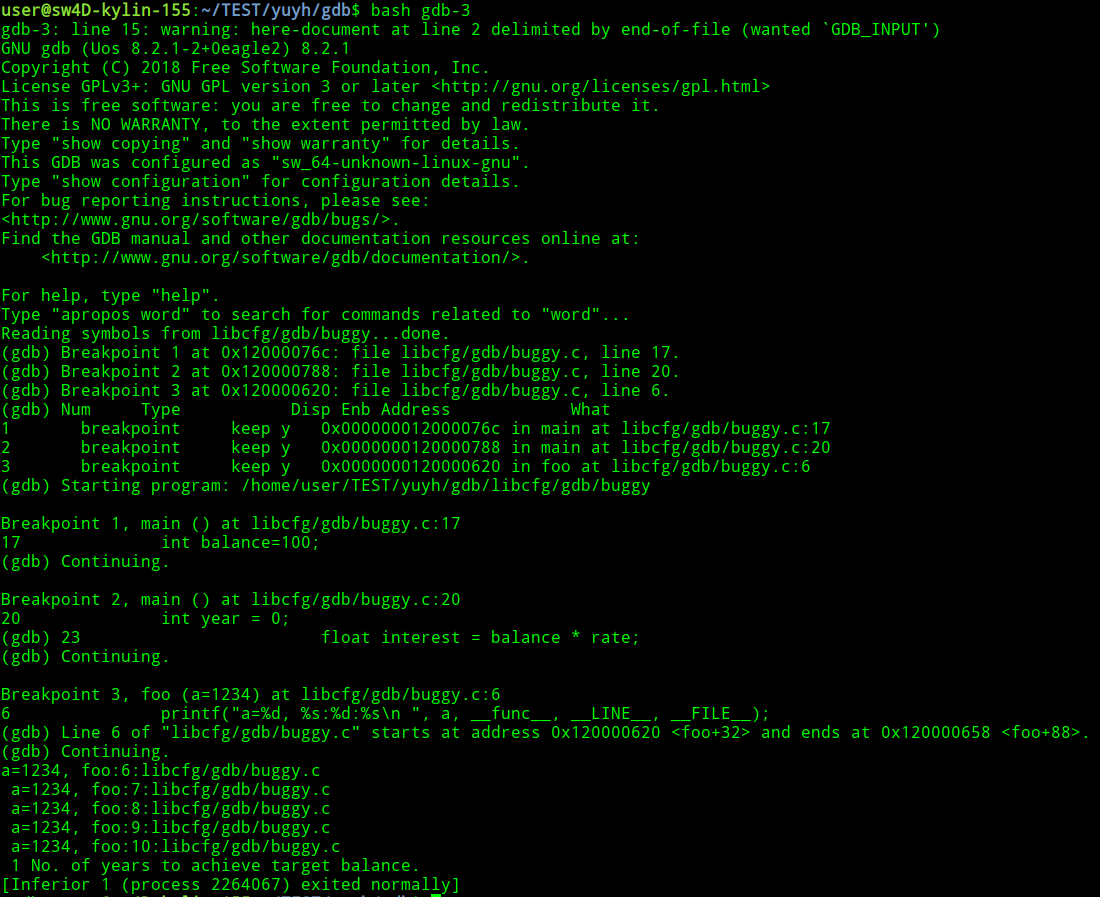 user@sw4D-kylin-155:~/TEST/yuyh/gdb$ bash gdb-3
gdb-3: line 15: warning: here-document at line 2 delimited by end-of-file (wanted `GDB_INPUT')
GNU gdb (Uos 8.2.1-2+0eagle2) 8.2.1
Copyright (C) 2018 Free Software Foundation, Inc.
License GPLv3+: GNU GPL version 3 or later <http://gnu.org/licenses/gpl.html>
This is free software: you are free to change and redistribute it.
There is NO WARRANTY, to the extent permitted by law.
Type "show copying" and "show warranty" for details.
This GDB was configured as "sw_64-unknown-linux-gnu".
Type "show configuration" for configuration details.
For bug reporting instructions, please see:
<http://www.gnu.org/software/gdb/bugs/>.
Find the GDB manual and other documentation resources online at:
    <http://www.gnu.org/software/gdb/documentation/>.

For help, type "help".
Type "apropos word" to search for commands related to "word"...
Reading symbols from libcfg/gdb/buggy...done.
(gdb) Breakpoint 1 at 0x12000076c: file libcfg/gdb/buggy.c, line 17.
(gdb) Breakpoint 2 at 0x120000788: file libcfg/gdb/buggy.c, line 20.
(gdb) Breakpoint 3 at 0x120000620: file libcfg/gdb/buggy.c, line 6.
(gdb) Num     Type           Disp Enb Address            What
1       breakpoint     keep y   0x000000012000076c in main at libcfg/gdb/buggy.c:17
2       breakpoint     keep y   0x0000000120000788 in main at libcfg/gdb/buggy.c:20
3       breakpoint     keep y   0x0000000120000620 in foo at libcfg/gdb/buggy.c:6
(gdb) Starting program: /home/user/TEST/yuyh/gdb/libcfg/gdb/buggy

Breakpoint 1, main () at libcfg/gdb/buggy.c:17
17              int balance=100;
(gdb) Continuing.

Breakpoint 2, main () at libcfg/gdb/buggy.c:20
20              int year = 0;
(gdb) 23                        float interest = balance * rate;
(gdb) Continuing.

Breakpoint 3, foo (a=1234) at libcfg/gdb/buggy.c:6
6               printf("a=%d, %s:%d:%s\n ", a, __func__, __LINE__, __FILE__);
(gdb) Line 6 of "libcfg/gdb/buggy.c" starts at address 0x120000620 <foo+32> and ends at 0x120000658 <foo+88>.
(gdb) Continuing.
a=1234, foo:6:libcfg/gdb/buggy.c
 a=1234, foo:7:libcfg/gdb/buggy.c
 a=1234, foo:8:libcfg/gdb/buggy.c
 a=1234, foo:9:libcfg/gdb/buggy.c
 a=1234, foo:10:libcfg/gdb/buggy.c
 1 No. of years to achieve target balance.
[Inferior 1 (process 2264067) exited normally]